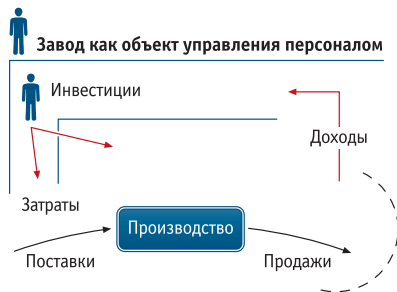 Завод как объект управления персоналом
Инвестиции
Доходы
Затраты
Производство
Поставки
Продажи